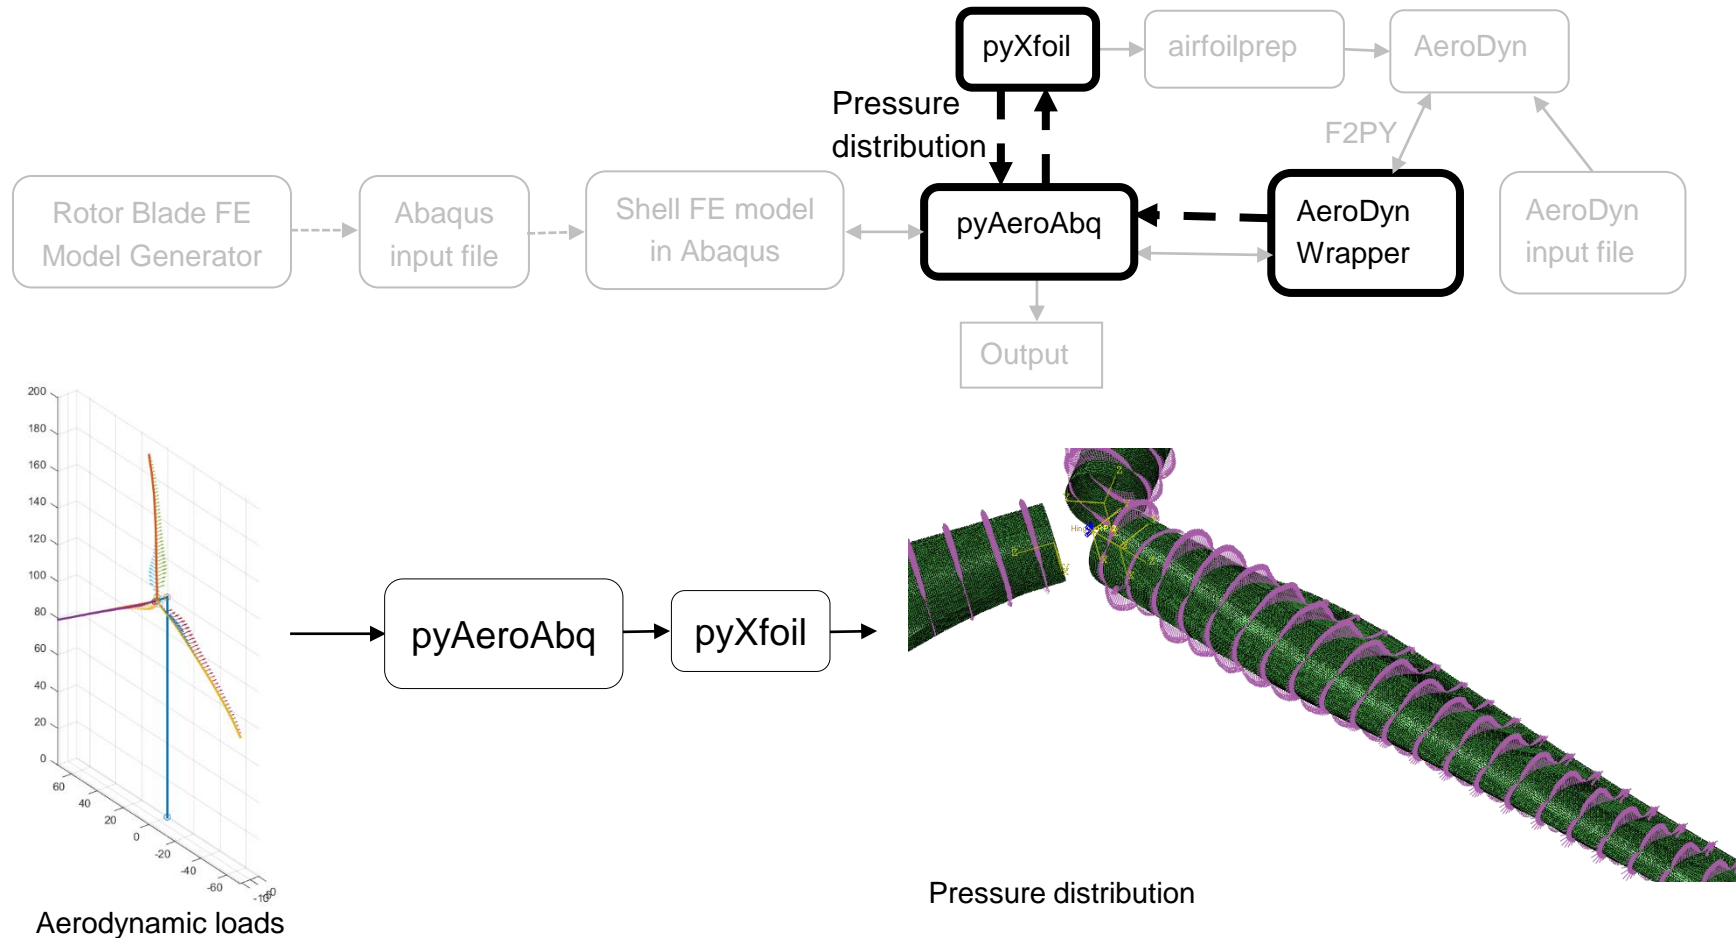 pyXfoil
airfoilprep
AeroDyn
Pressure
distribution
F2PY
Rotor Blade FE
Model Generator
Abaqus
input file
Shell FE model
in Abaqus
pyAeroAbq
AeroDyn
Wrapper
AeroDyn
input file
Output
200
180
160
140
120
100
80
60
40
20
0
60
40
20
0
-20
-40
-60
pyAeroAbq
pyXfoil
Aerodynamic loads
Pressure distribution